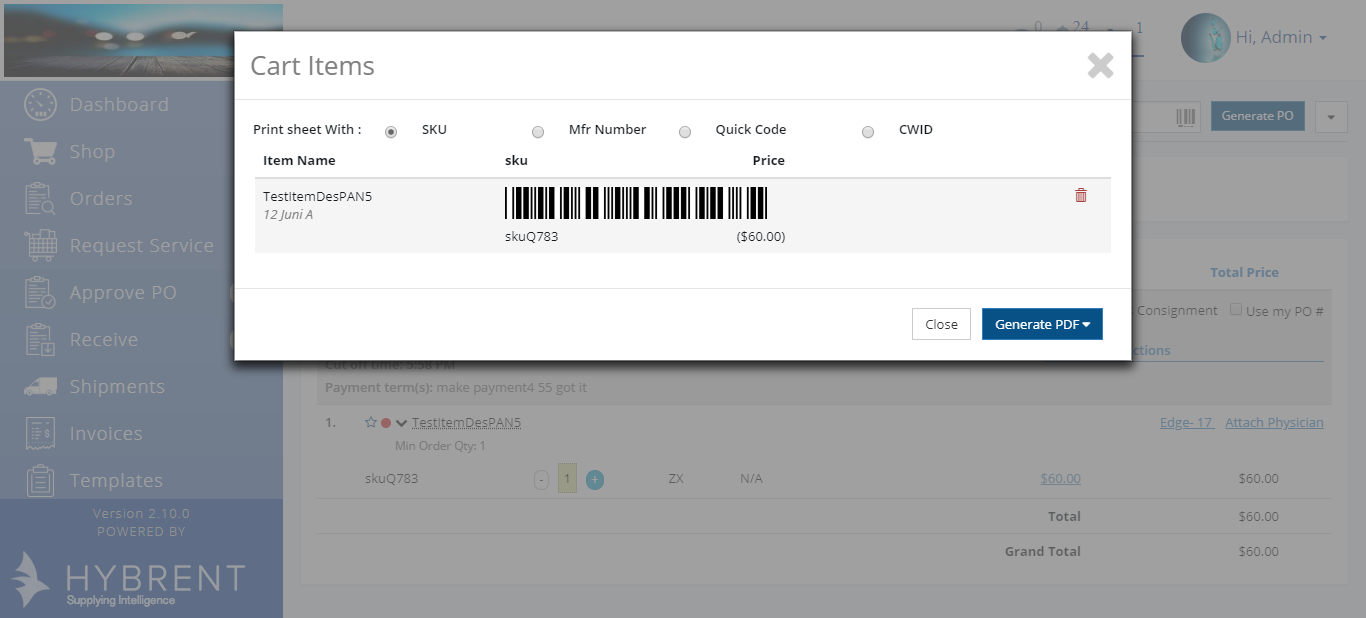 0 24 1
Hi, Admin
Cart Items
Dashboard
Shop
Orders
Request Service
Approve PO
Receive
Shipments
Invoices
Templates
Version 2.10.0
POWERED BY
HYBRENT
Supplying Intelligence
Generate PO
Print sheet With : SKU Mfr Number Quick Code CWID
Item Name sku Price
TestItemDesPAN5
12 Juni A
skuQ783 ($60.00)
Close Generate PDF
Total Price
Consignment Use my PO #
ctions
Cut off time: 5:58 PM
Payment term(s): make payment4 55 got it
1. TestItemDesPAN5 Edge- 17 Attach Physician
Min Order Qty: 1
skuQ783 - 1 + ZX N/A $60.00 $60.00
Total $60.00
Grand Total $60.00